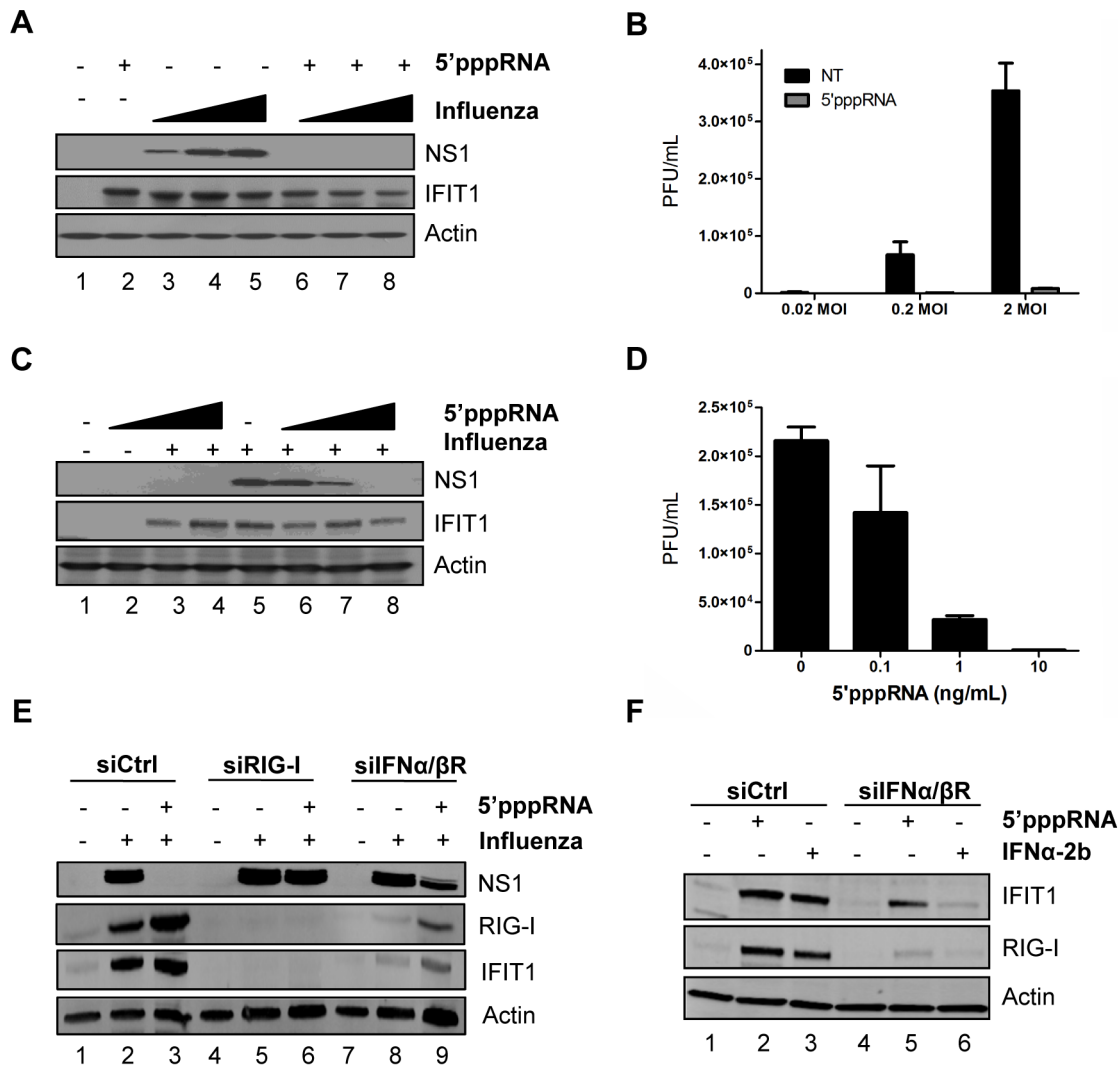 A
- + - - - + + + 5'pppRNA
- - Influenza
NS1
IFIT1
Actin
1 2 3 4 5 6 7 8
B
4.0×10⁵
3.0×10⁵
2.0×10⁵
1.0×10⁵
0
PFU/mL
NT
5'pppRNA
0.02 MOI 0.2 MOI 2 MOI
C
- - 5'pppRNA
- - + + + + + + Influenza
NS1
IFIT1
Actin
1 2 3 4 5 6 7 8
D
2.5×10⁵
2.0×10⁵
1.5×10⁵
1.0×10⁵
5.0×10⁴
0
PFU/mL
0 0.1 1 10
5'pppRNA (ng/mL)
E
siCtrl siRIG-I siIFNα/βR
- - + - - + - - + 5'pppRNA
- + + - + + - + + Influenza
NS1
RIG-I
IFIT1
Actin
1 2 3 4 5 6 7 8 9
F
siCtrl siIFNα/βR
- + - - + - 5'pppRNA
- - + - - + IFNα-2b
IFIT1
RIG-I
Actin
1 2 3 4 5 6